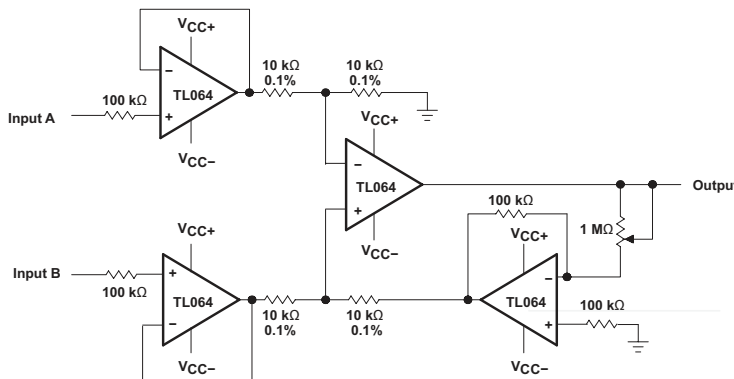 VCC+
10 kΩ
0.1%
10 kΩ
0.1%
−
TL064
+
100 kΩ
Input A
VCC−
VCC+
−
TL064
+
Output
VCC−
100 kΩ
1 MΩ
VCC+
VCC+
Input B
+
100 kΩ
TL064
−
10 kΩ
0.1%
10 kΩ
0.1%
−
TL064
+
100 kΩ
VCC−
VCC−